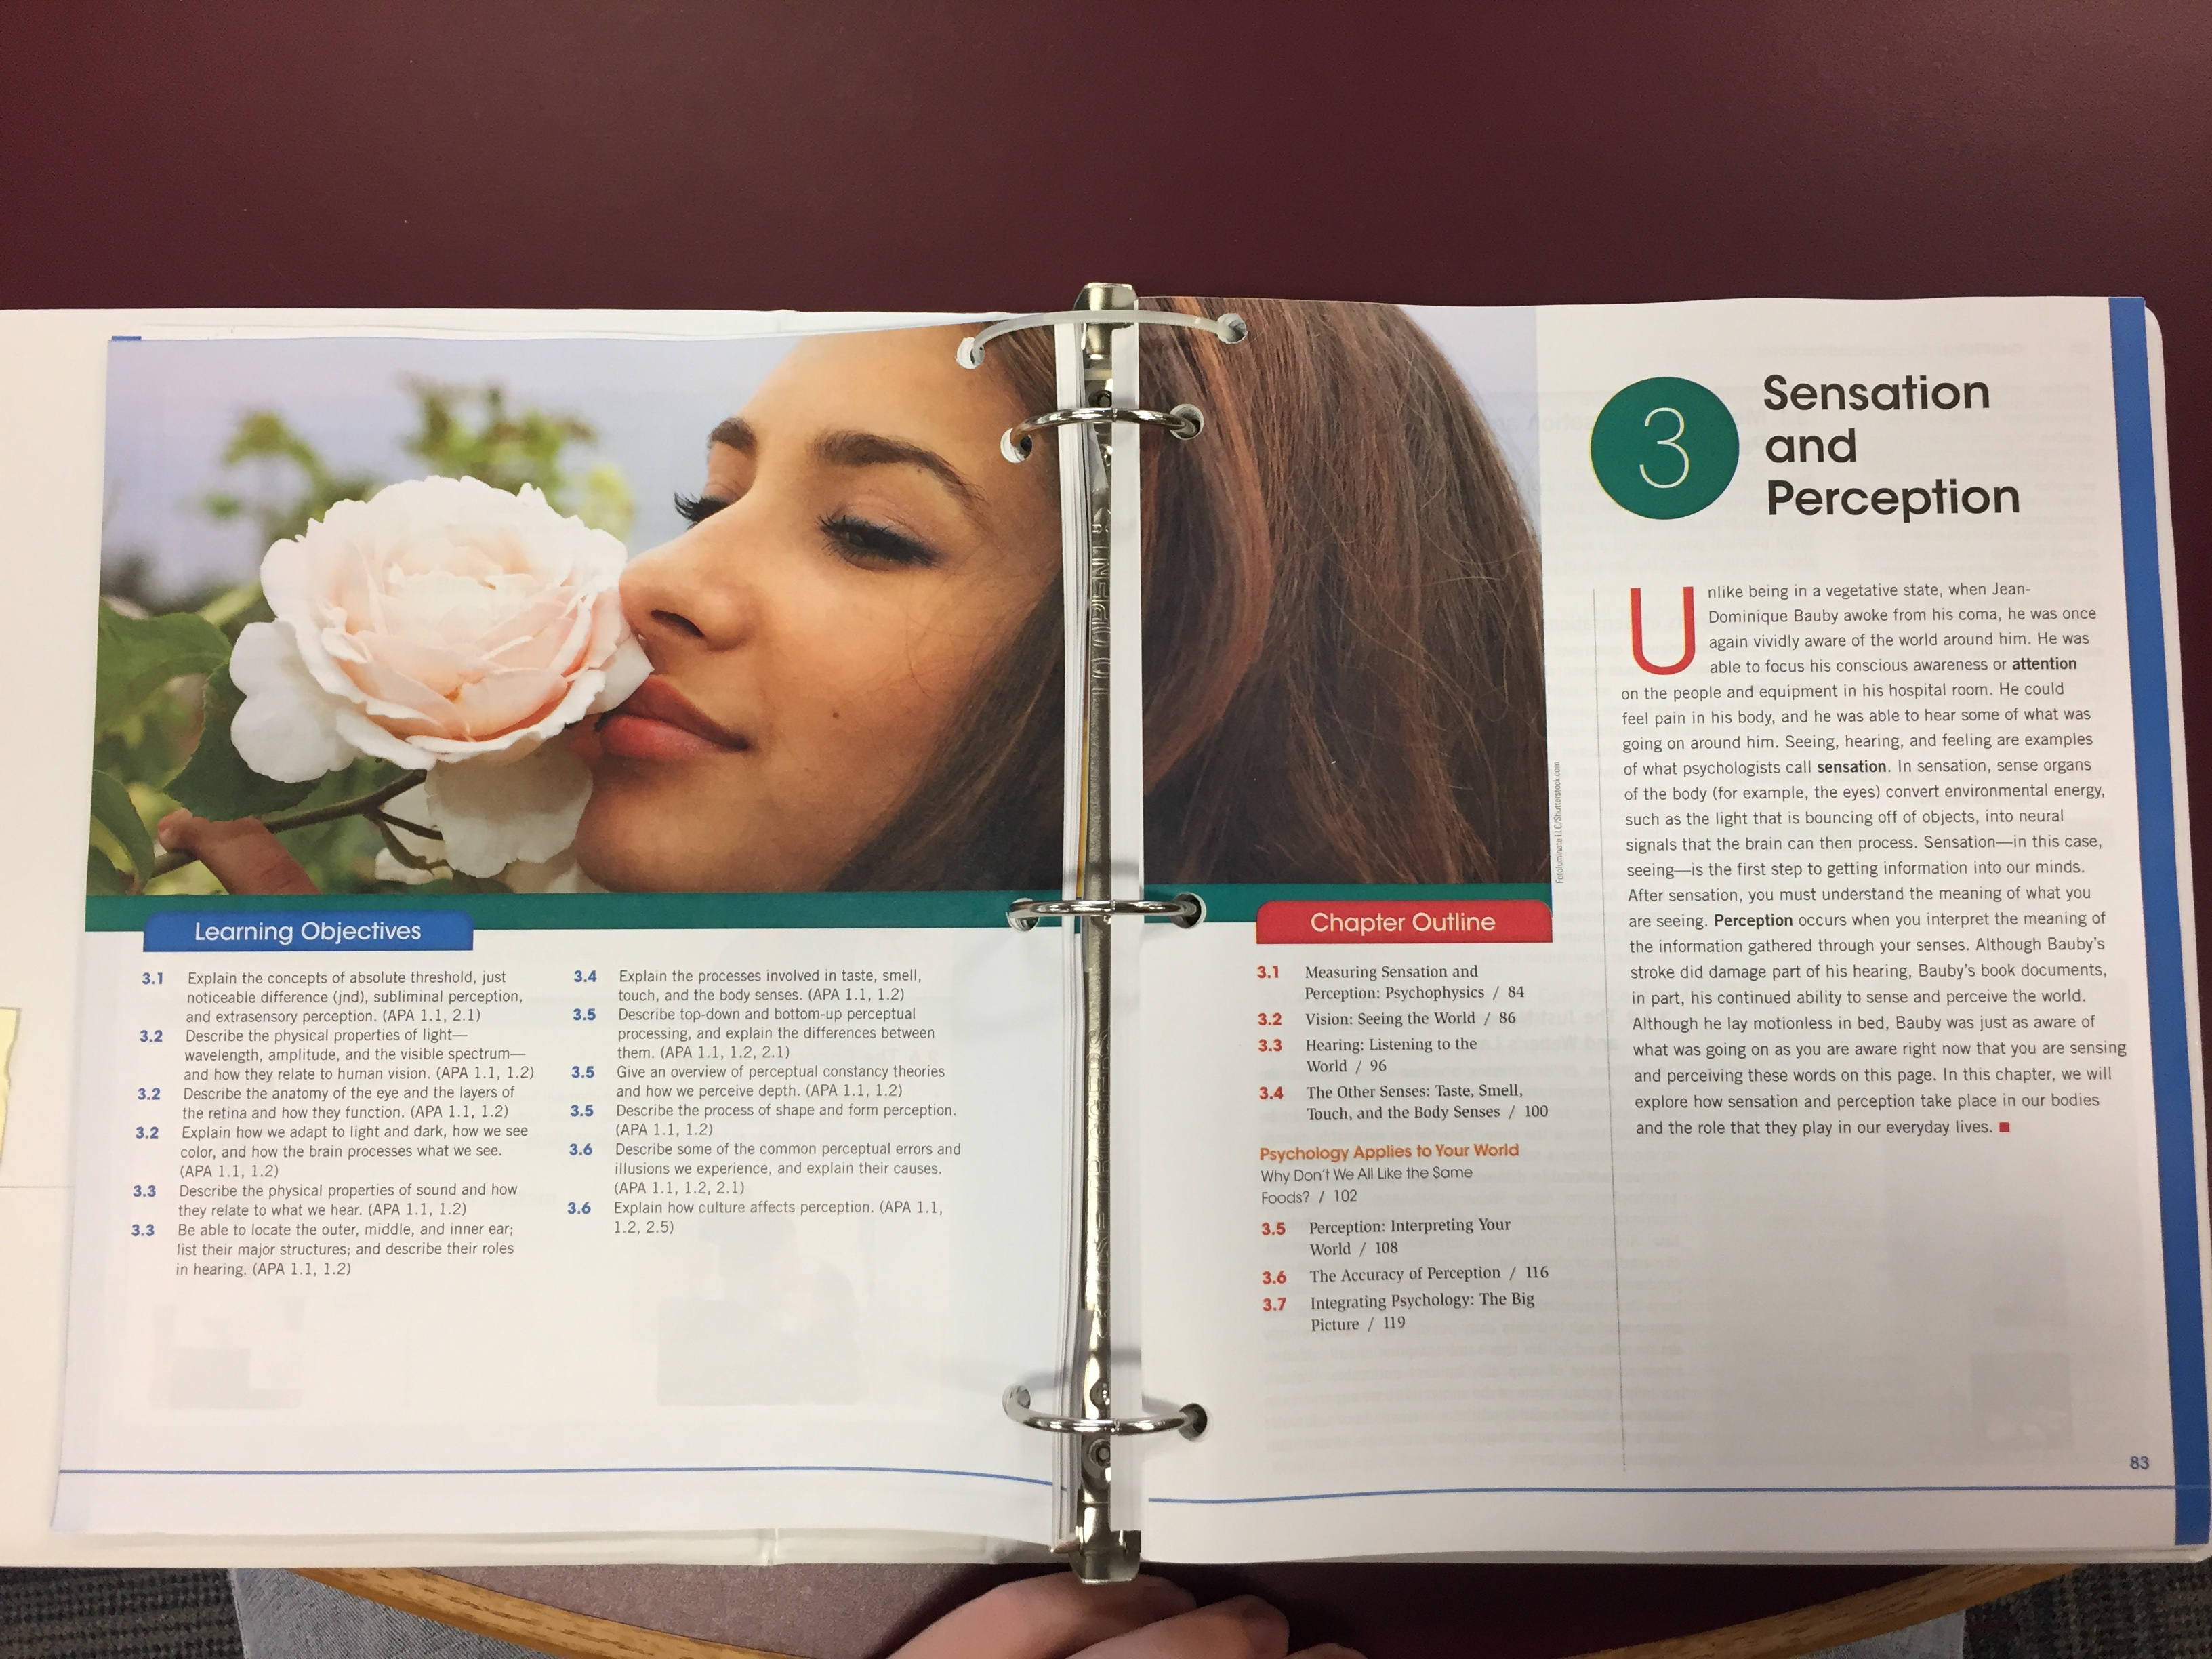 Learning Objectives
3.1 Explain the concepts of absolute threshold, just
noticeable difference (jnd), subliminal perception,
and extrasensory perception. (APA 1.1, 2.1)
3.2 Describe the physical properties of light—
wavelength, amplitude, and the visible spectrum—
and how they relate to human vision. (APA 1.1, 1.2)
3.2 Describe the anatomy of the eye and the layers of
the retina and how they function. (APA 1.1, 1.2)
3.2 Explain how we adapt to light and dark, how we see
color, and how the brain processes what we see.
(APA 1.1, 1.2)
3.3 Describe the physical properties of sound and how
they relate to what we hear. (APA 1.1, 1.2)
3.3 Be able to locate the outer, middle, and inner ear;
list their major structures; and describe their roles
in hearing. (APA 1.1, 1.2)
3.4 Explain the processes involved in taste, smell,
touch, and the body senses. (APA 1.1, 1.2)
3.5 Describe top-down and bottom-up perceptual
processing, and explain the differences between
them. (APA 1.1, 1.2, 2.1)
3.5 Give an overview of perceptual constancy theories
and how we perceive depth. (APA 1.1, 1.2)
3.5 Describe the process of shape and form perception.
(APA 1.1, 1.2)
3.6 Describe some of the common perceptual errors and
illusions we experience, and explain their causes.
(APA 1.1, 1.2, 2.1)
3.6 Explain how culture affects perception. (APA 1.1,
1.2, 2.5)
Fotoluminate LLC/Shutterstock.com
Chapter Outline
3.1 Measuring Sensation and
Perception: Psychophysics / 84
3.2 Vision: Seeing the World / 86
3.3 Hearing: Listening to the
World / 96
3.4 The Other Senses: Taste, Smell,
Touch, and the Body Senses / 100
Psychology Applies to Your World
Why Don't We All Like the Same
Foods? / 102
3.5 Perception: Interpreting Your
World / 108
3.6 The Accuracy of Perception / 116
3.7 Integrating Psychology: The Big
Picture / 119
3
Sensation
and
Perception
Unlike being in a vegetative state, when Jean-
Dominique Bauby awoke from his coma, he was once
again vividly aware of the world around him. He was
able to focus his conscious awareness or attention
on the people and equipment in his hospital room. He could
feel pain in his body, and he was able to hear some of what was
going on around him. Seeing, hearing, and feeling are examples
of what psychologists call sensation. In sensation, sense organs
of the body (for example, the eyes) convert environmental energy,
such as the light that is bouncing off of objects, into neural
signals that the brain can then process. Sensation—in this case,
seeing—is the first step to getting information into our minds.
After sensation, you must understand the meaning of what you
are seeing. Perception occurs when you interpret the meaning of
the information gathered through your senses. Although Bauby's
stroke did damage part of his hearing, Bauby's book documents,
in part, his continued ability to sense and perceive the world.
Although he lay motionless in bed, Bauby was just as aware of
what was going on as you are aware right now that you are sensing
and perceiving these words on this page. In this chapter, we will
explore how sensation and perception take place in our bodies
and the role that they play in our everyday lives. ■
83